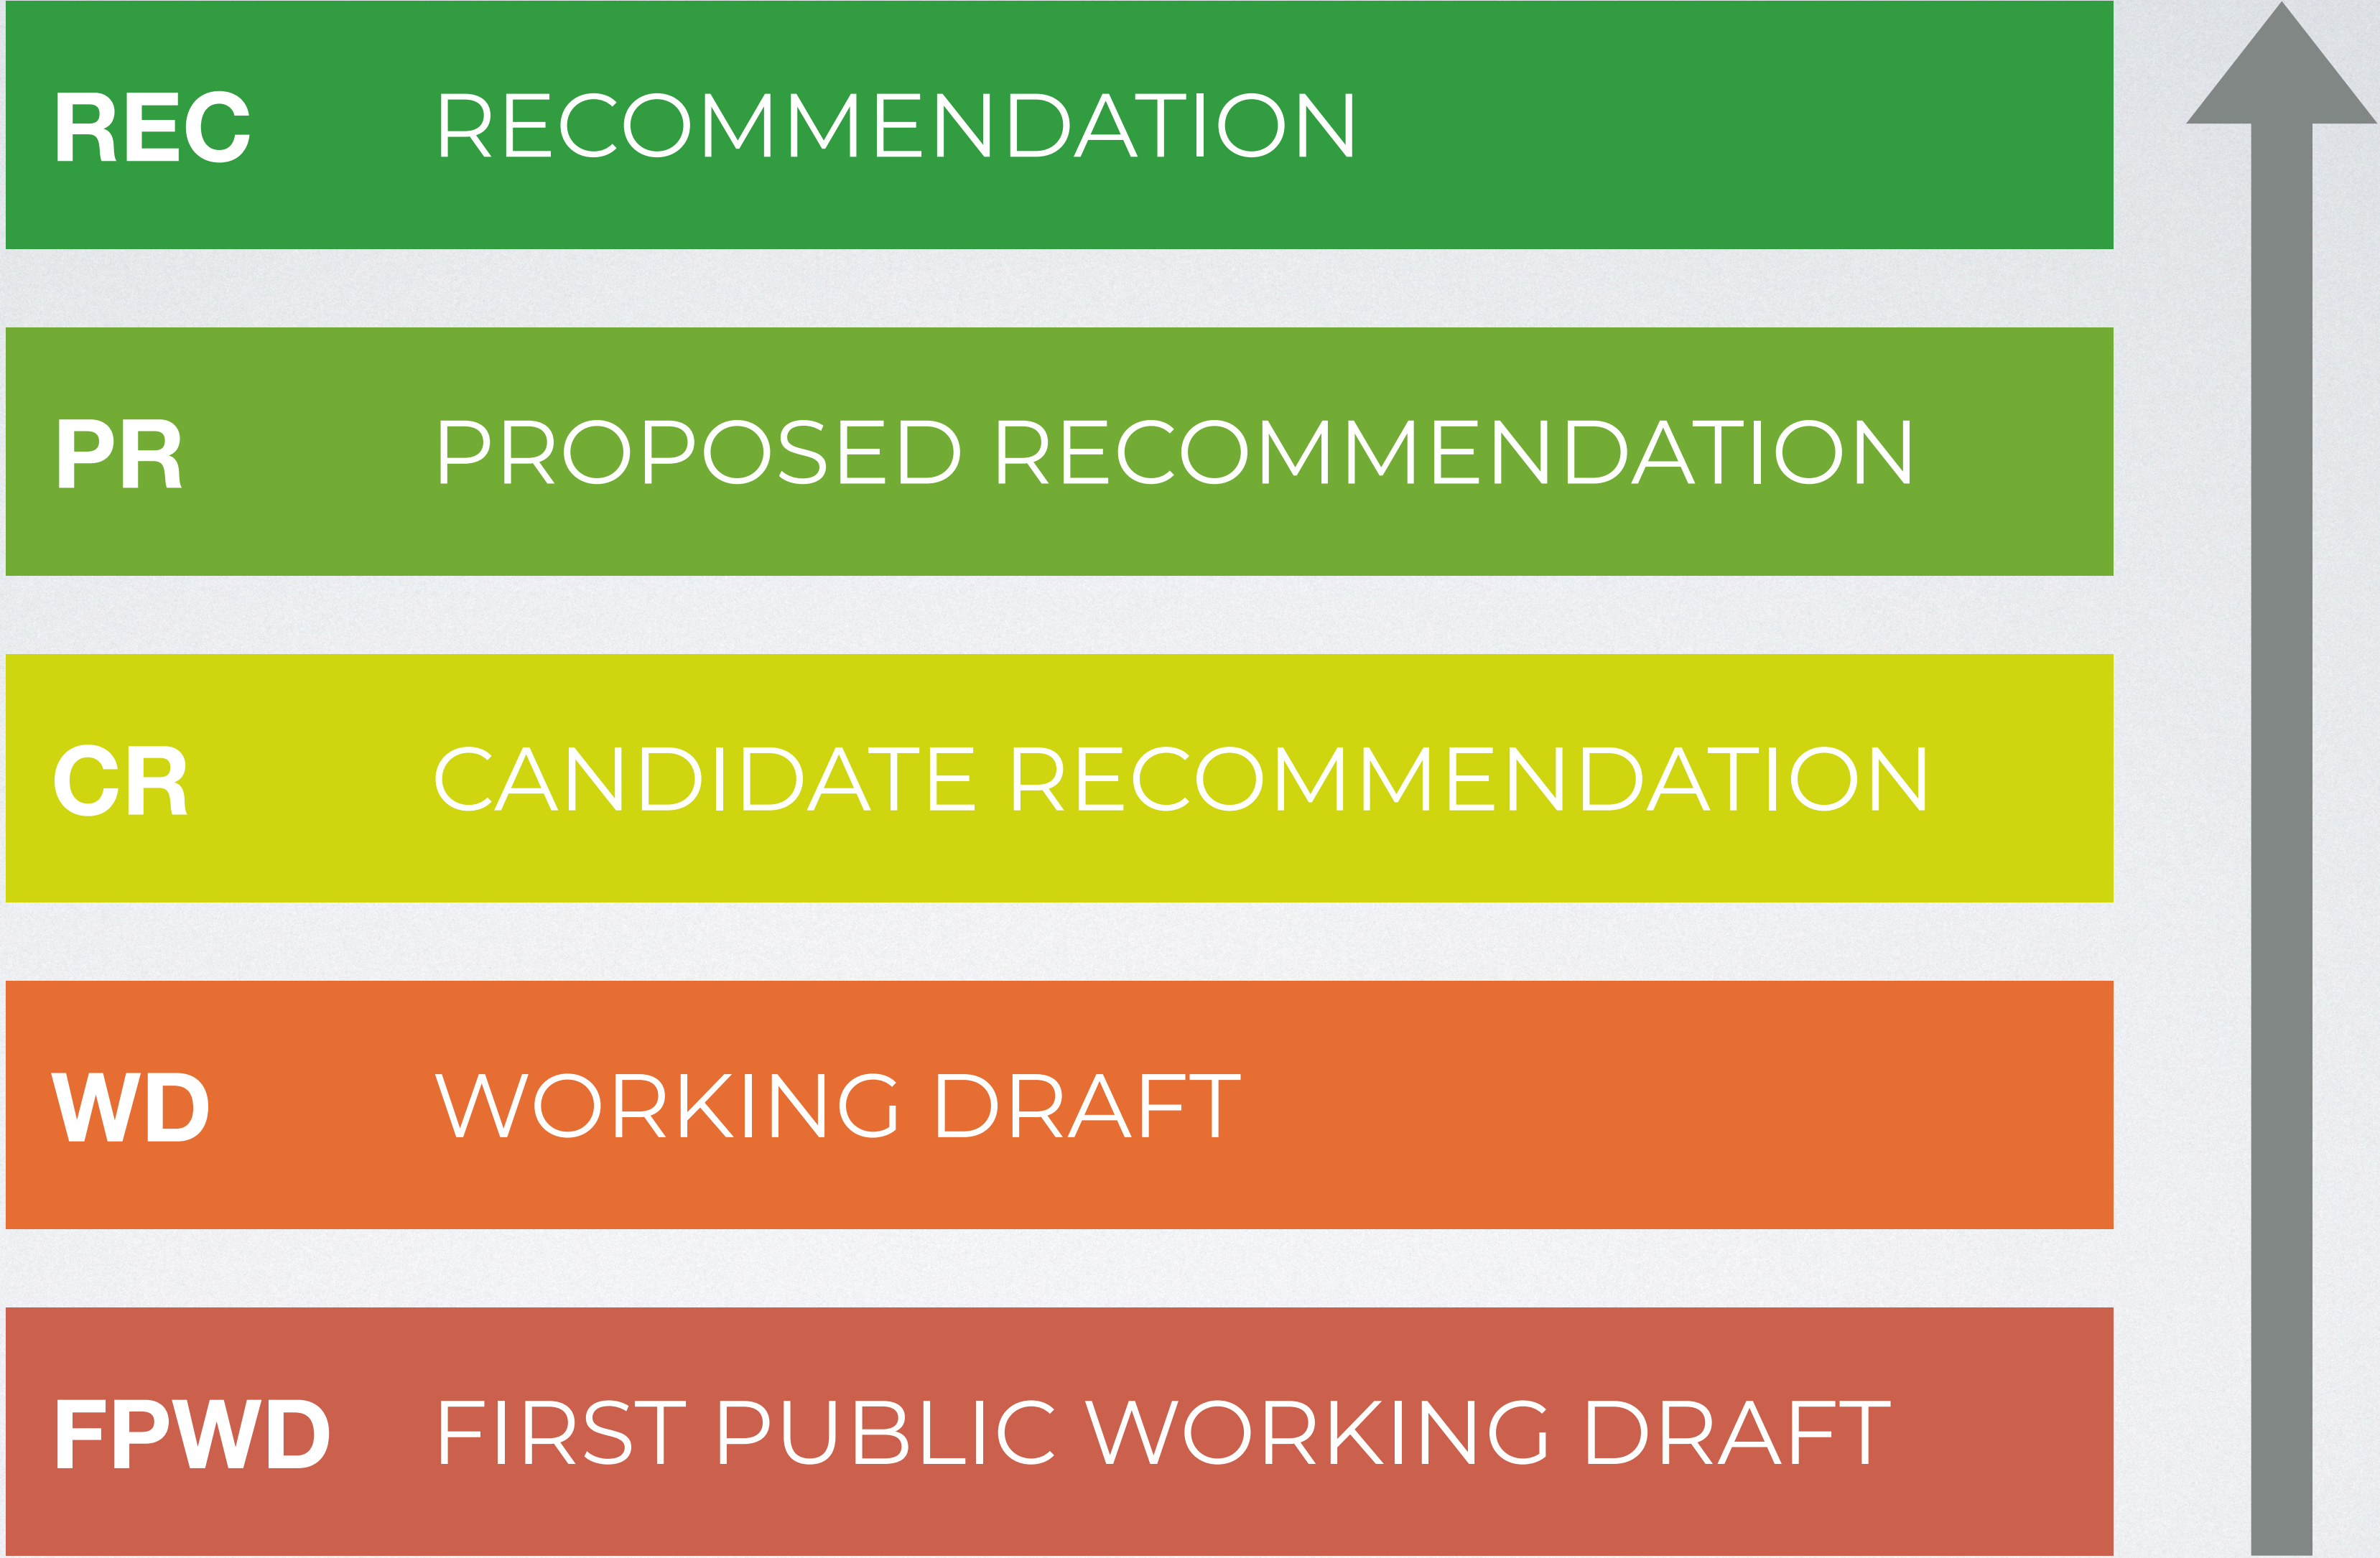 REC RECOMMENDATION
PR PROPOSED RECOMMENDATION
CR CANDIDATE RECOMMENDATION
WD WORKING DRAFT
FPWD FIRST PUBLIC WORKING DRAFT